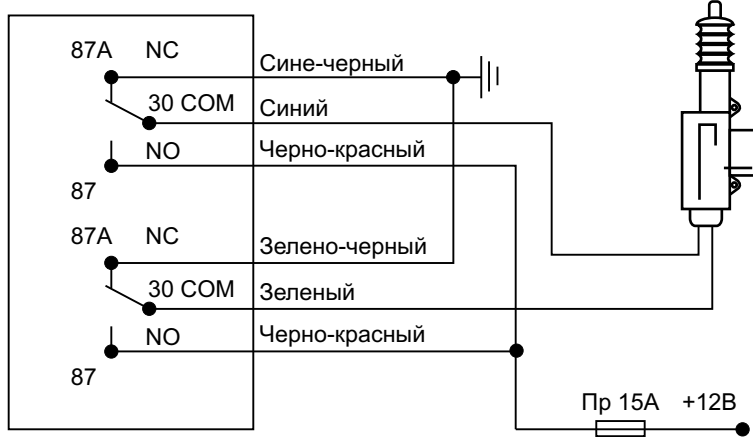 87A NC
Сине-черный
30 COM
Синий
NO
Черно-красный
87
87A NC
Зелено-черный
30 COM
Зеленый
NO
Черно-красный
87
Пр 15А +12В